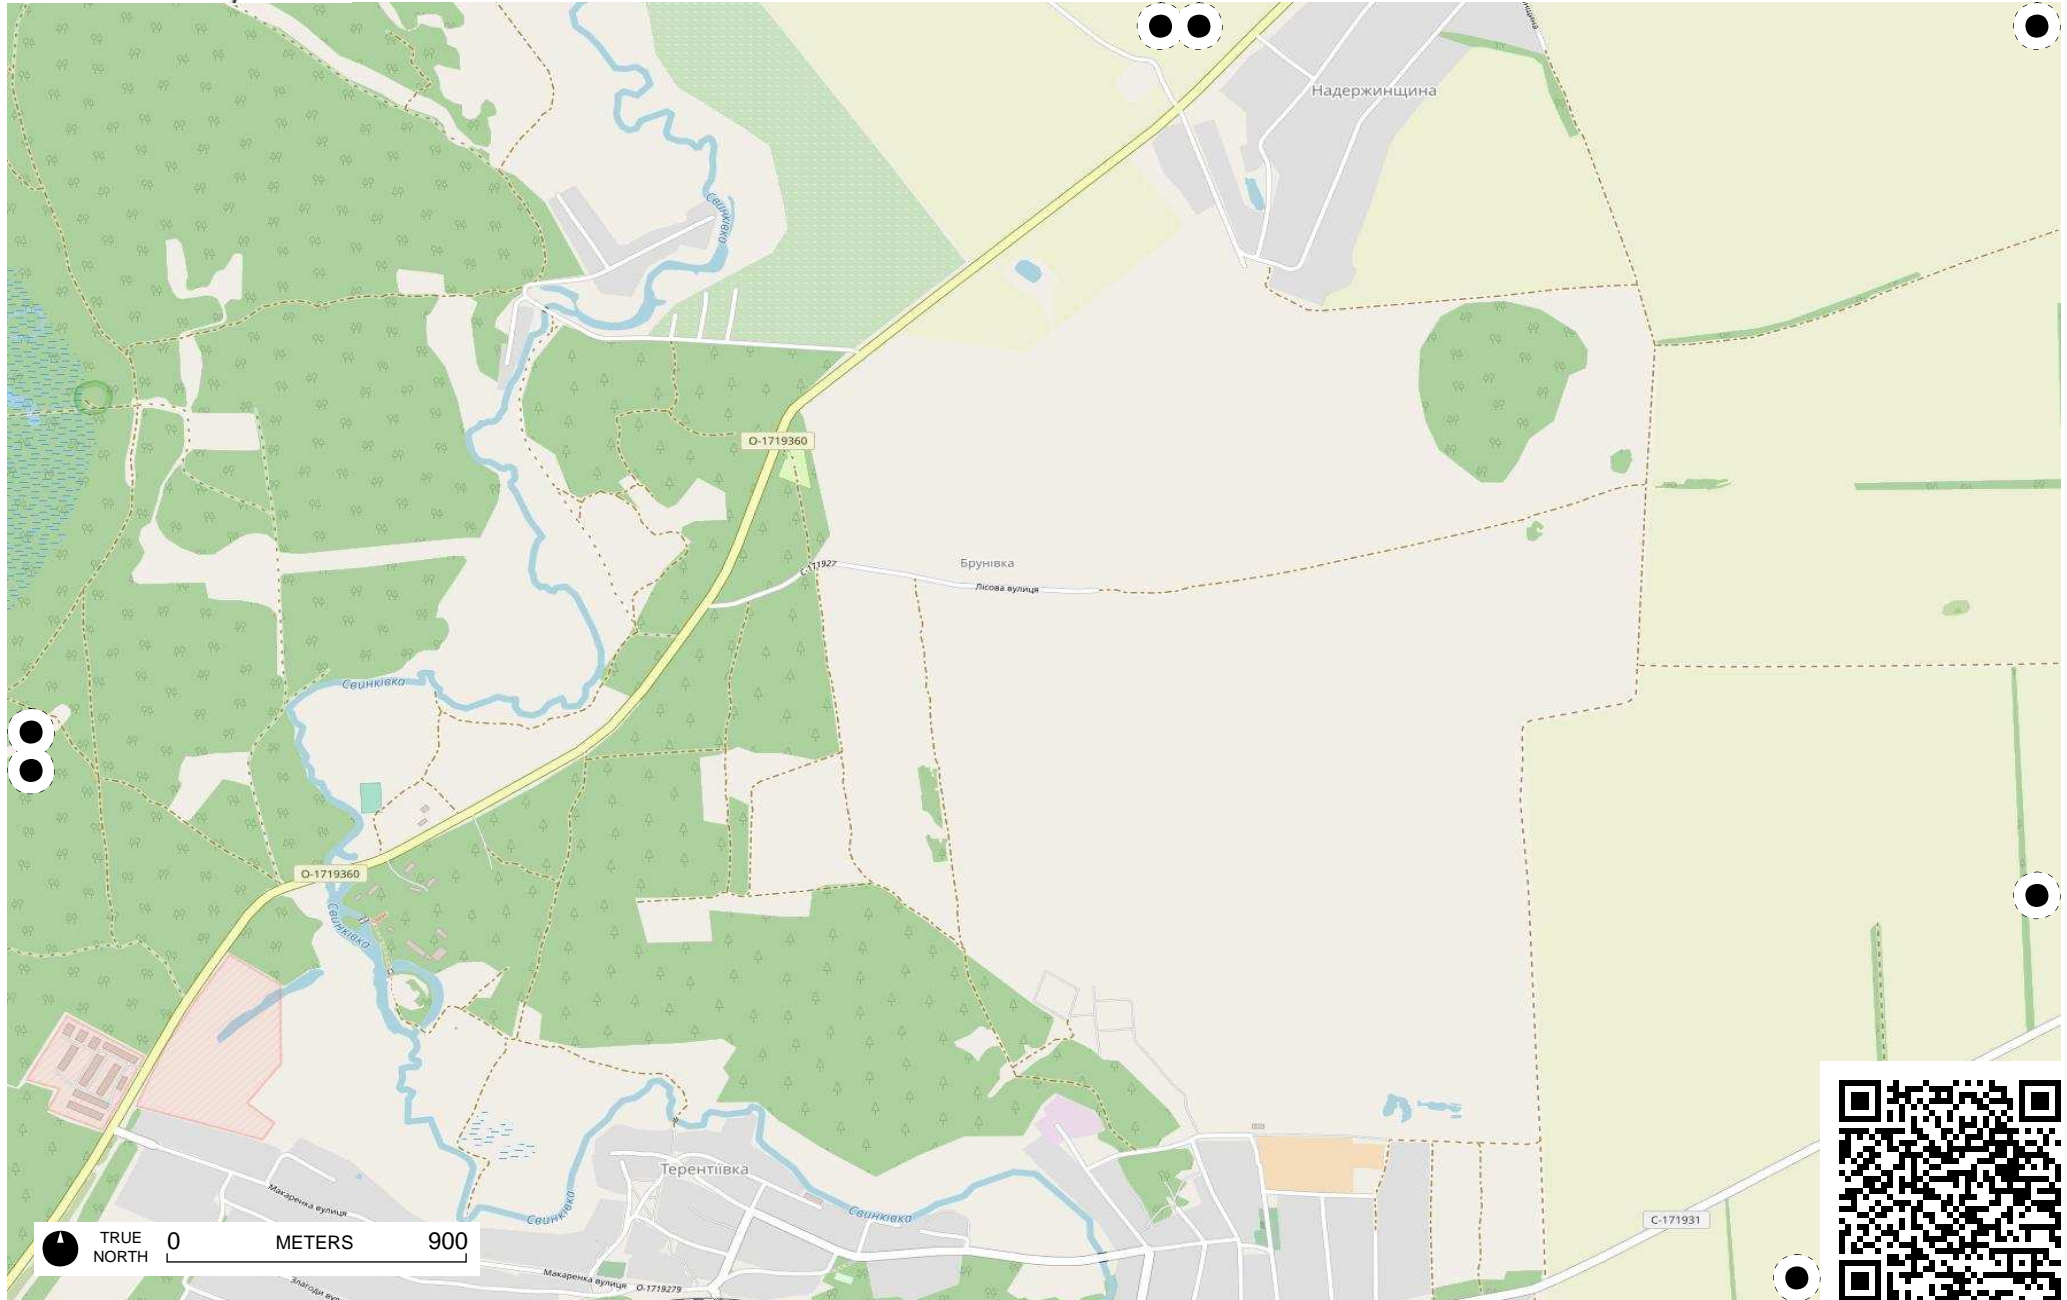 Надержинщина
Свинківка
О-1719360
С-171927
Брунівка
Лісова вулиця
Свинківка
О-1719360
Свинківка
Терентіївка
Макаренка вулиця
Свинківка
Свинківка
С-171931
TRUE
NORTH
0 METERS 900
Макаренка вулиця
О-1719279
Злагоди